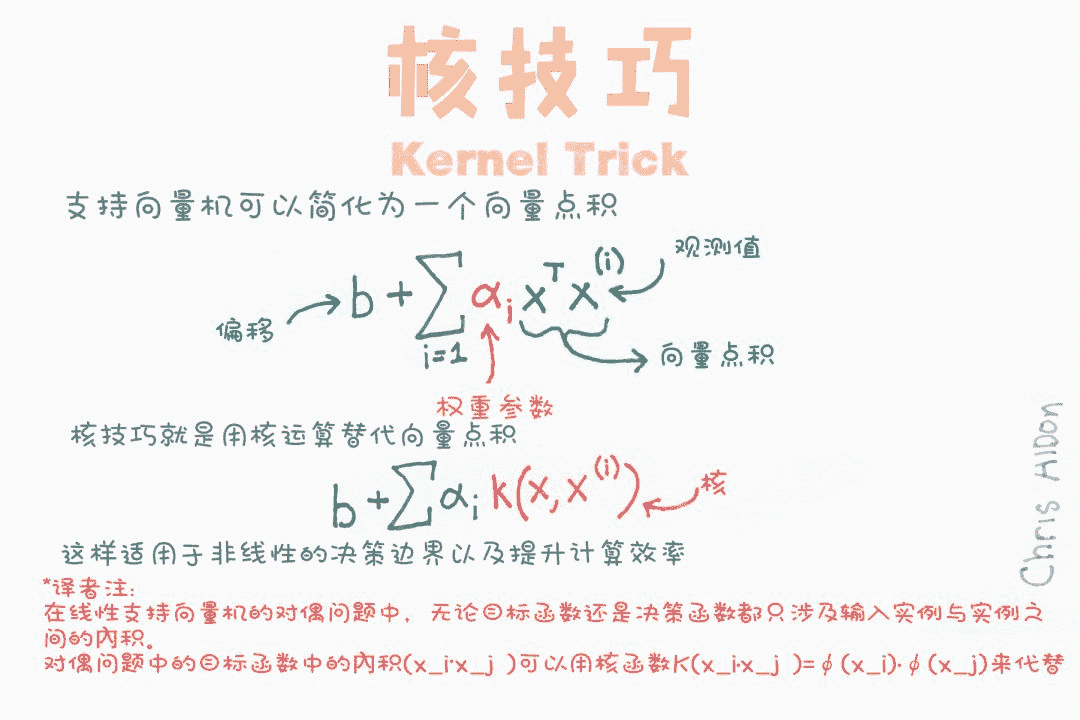 核技巧
Kernel Trick
支持向量机可以简化为一个向量点积
观测值
b + ∑ αᵢ xᵀ x⁽ⁱ⁾
偏移
i=1
向量点积
权重参数
核技巧就是用核运算替代向量点积
b + ∑ αᵢ K(x, x⁽ⁱ⁾)
核
这样适用于非线性的决策边界以及提升计算效率
*译者注:
在线性支持向量机的对偶问题中，无论目标函数还是决策函数都只涉及输入实例与实例之
间的内积。
对偶问题中的目标函数中的内积(x_i·x_j )可以用核函数K(x_i·x_j )=ϕ(x_i)·ϕ(x_j)来代替
Chris Albon